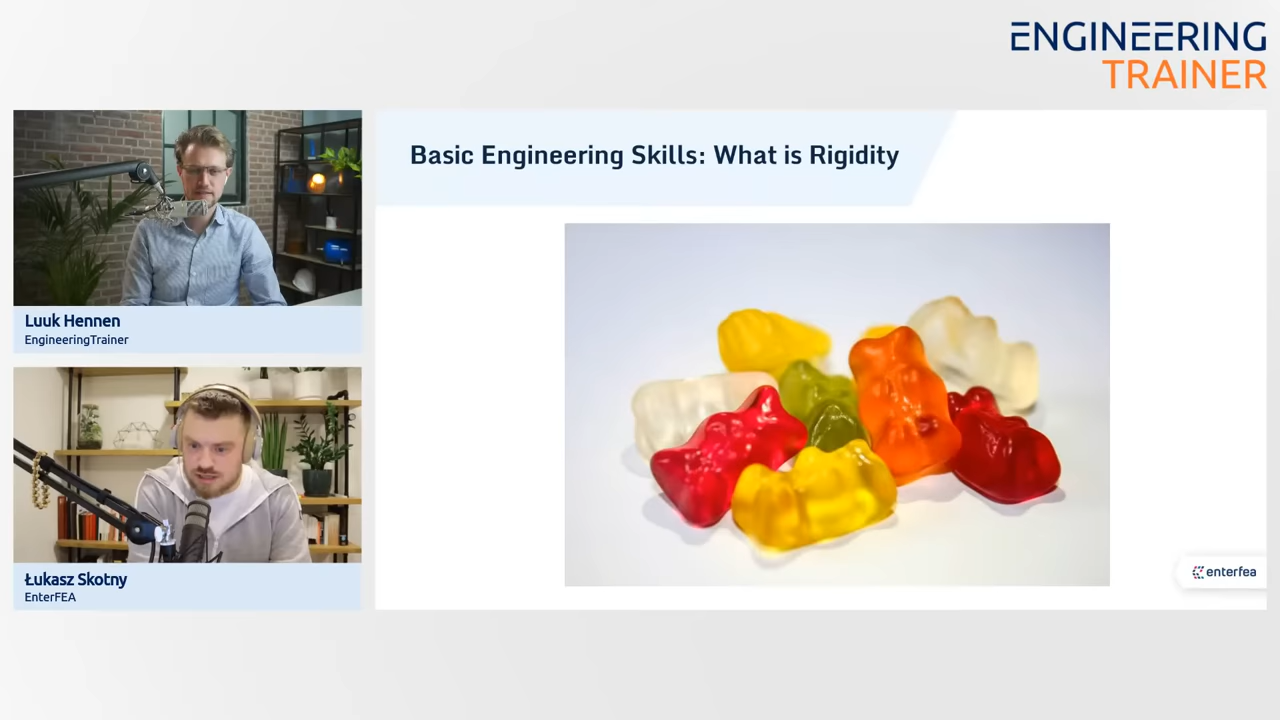 ENGINEERING
TRAINER
Basic Engineering Skills: What is Rigidity
Luuk Hennen
EngineeringTrainer
Łukasz Skotny
EnterFEA
enterfea